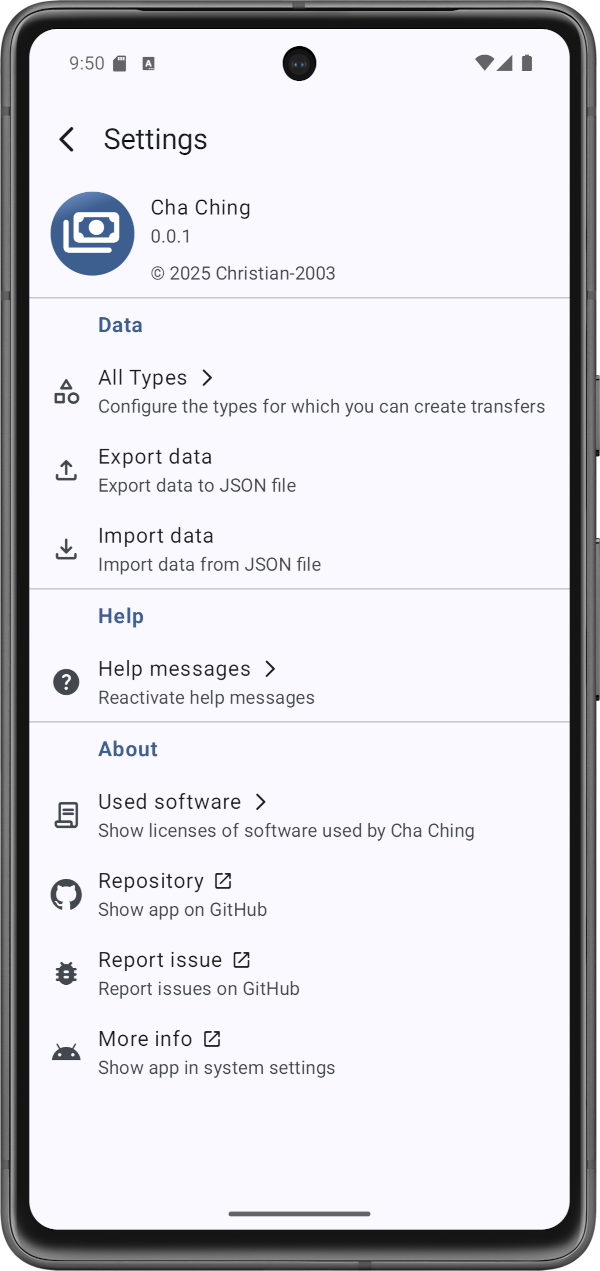 9:50
Settings
Cha Ching
0.0.1
© 2025 Christian-2003
Data
All Types
Configure the types for which you can create transfers
Export data
Export data to JSON file
Import data
Import data from JSON file
Help
Help messages
Reactivate help messages
About
Used software
Show licenses of software used by Cha Ching
Repository
Show app on GitHub
Report issue
Report issues on GitHub
More info
Show app in system settings